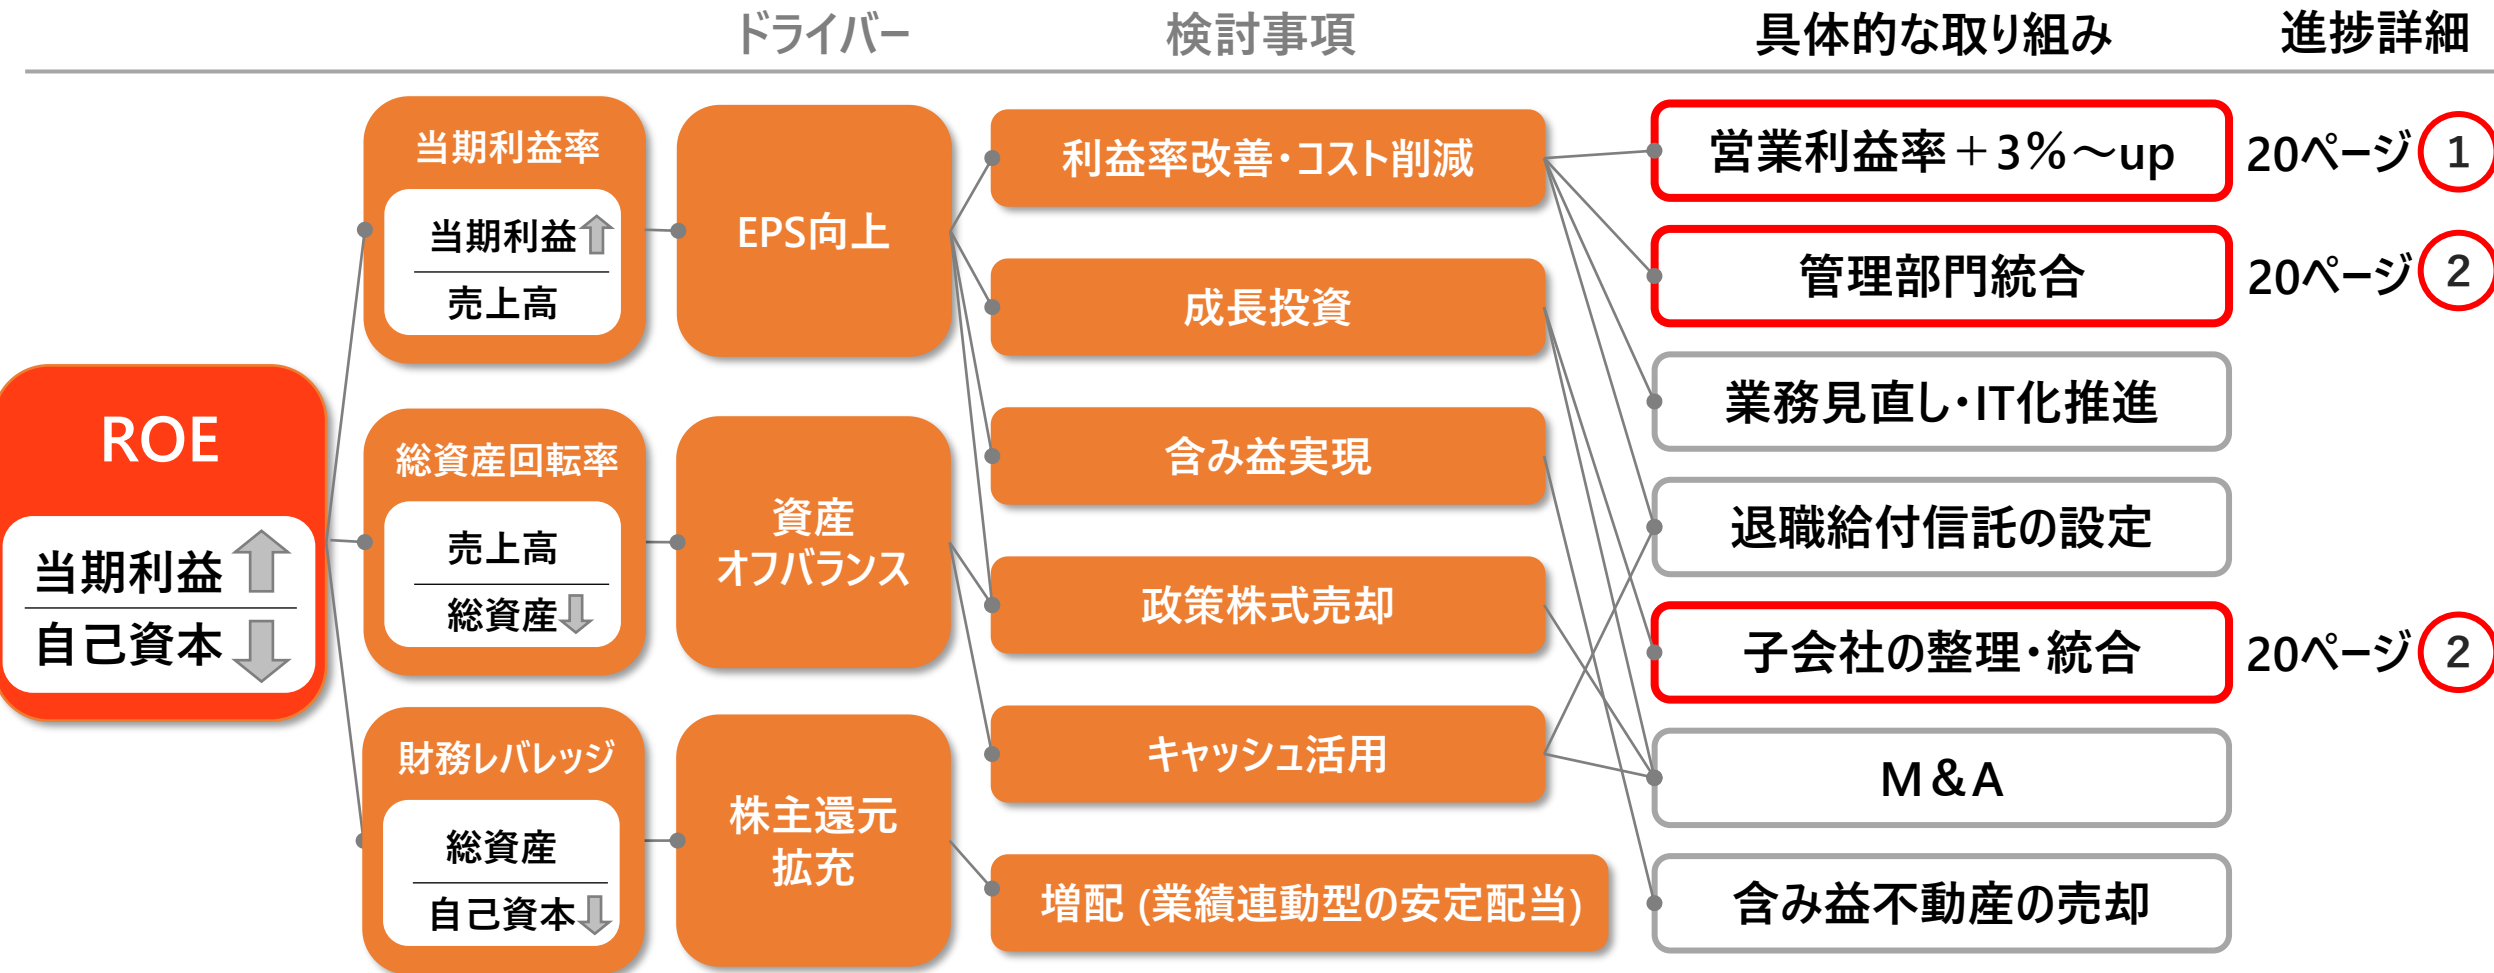 ドライバー
検討事項
具体的な取り組み
進捗詳細
ROE
当期利益
自己資本
当期利益率
当期利益
売上高
総資産回転率
売上高
総資産
財務レバレッジ
総資産
自己資本
EPS向上
資産
オフバランス
株主還元
拡充
利益率改善・コスト削減
成長投資
含み益実現
政策株式売却
キャッシュ活用
増配 (業績連動型の安定配当)
営業利益率＋3％～up
20ページ 1
管理部門統合
20ページ 2
業務見直し・IT化推進
退職給付信託の設定
子会社の整理・統合
20ページ 2
M＆A
含み益不動産の売却